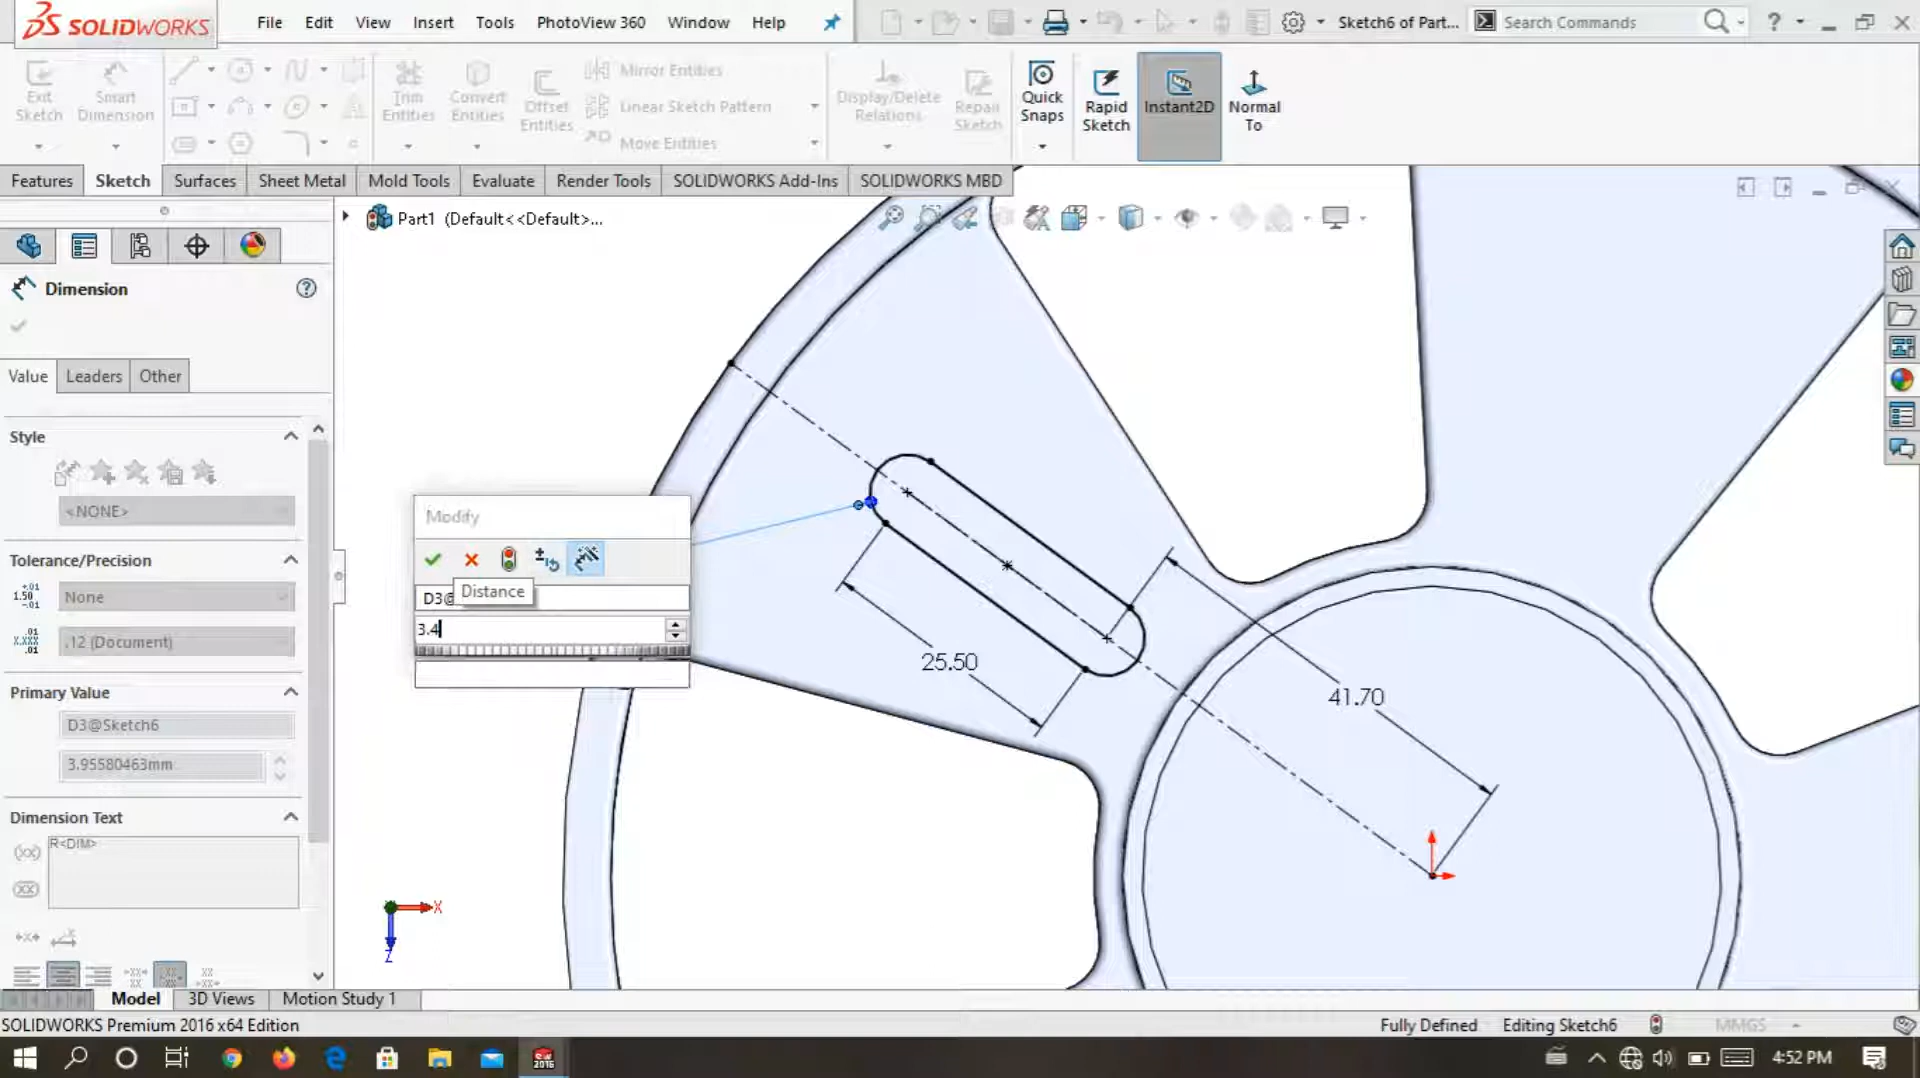 SOLIDWORKS
File Edit View Insert Tools PhotoView 360 Window Help
Sketch6 of Part...
Search Commands
?
Exit Sketch
Smart Dimension
Trim Entities
Convert Entities
Offset Entities
Mirror Entities
Linear Sketch Pattern
Move Entities
Display/Delete Relations
Repair Sketch
Quick Snaps
Rapid Sketch
Instant2D
Normal To
Features Sketch Surfaces Sheet Metal Mold Tools Evaluate Render Tools SOLIDWORKS Add-Ins SOLIDWORKS MBD
Part1 (Default<<Default>...
Dimension
Value Leaders Other
Style
<NONE>
Tolerance/Precision
None
.12 (Document)
Primary Value
D3@Sketch6
3.95580463mm
Dimension Text
R<DIM>
Modify
Distance
D3@
3.4
25.50
41.70
X
Z
Model 3D Views Motion Study 1
SOLIDWORKS Premium 2016 x64 Edition
Fully Defined Editing Sketch6 MMGS
4:52 PM